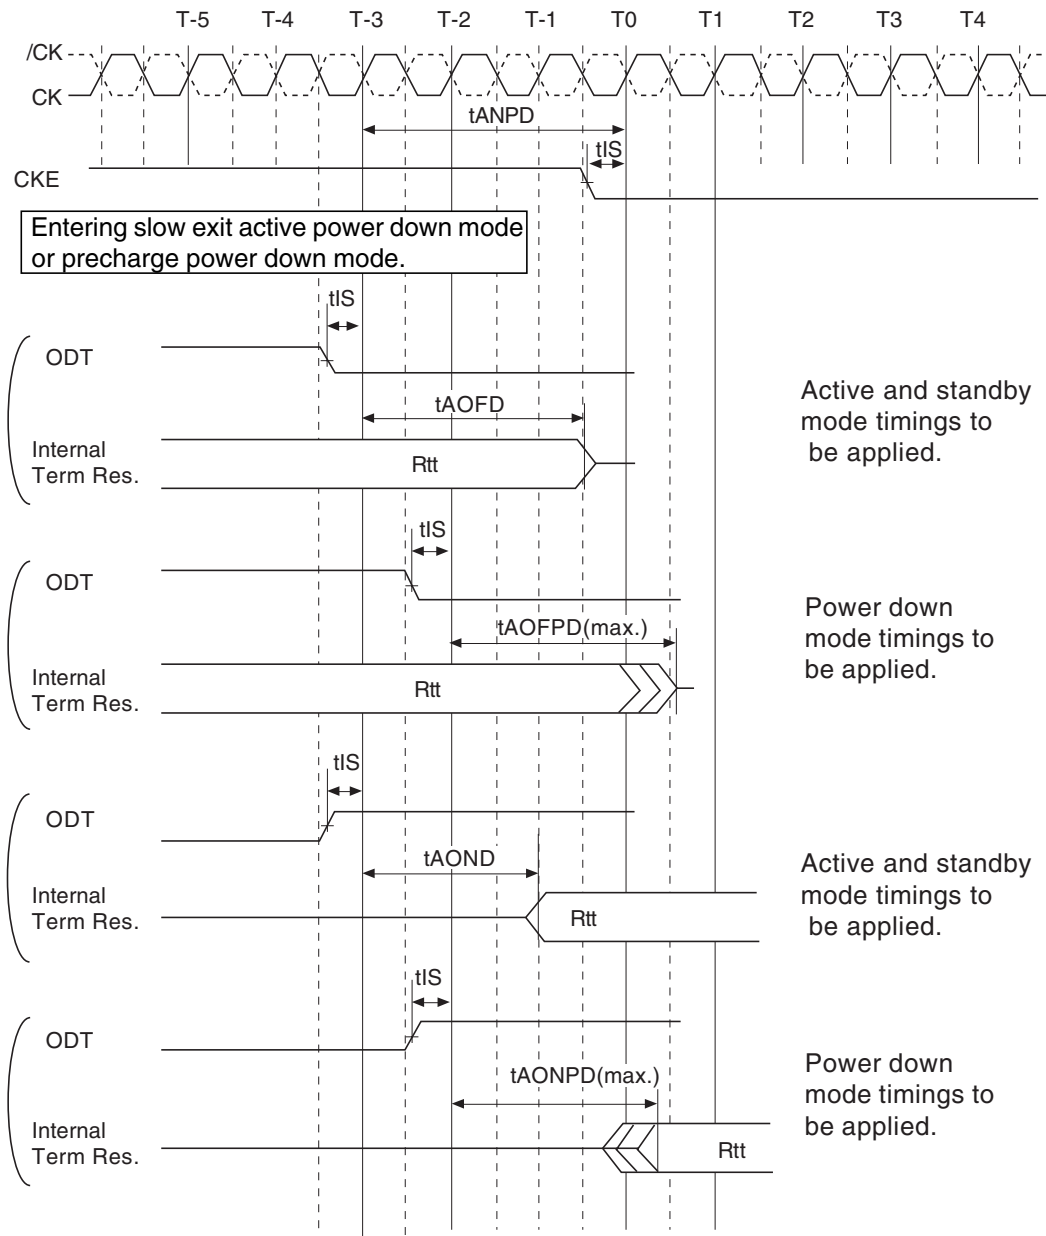 T-5 T-4 T-3 T-2 T-1 T0 T1 T2 T3 T4
/CK
CK
tANPD
tIS
CKE
Entering slow exit active power down mode
or precharge power down mode.
tIS
ODT
tAOFD
Internal
Term Res.
Rtt
Active and standby
mode timings to
be applied.
tIS
ODT
tAOFPD(max.)
Internal
Term Res.
Rtt
Power down
mode timings to
be applied.
tIS
ODT
tAOND
Internal
Term Res.
Rtt
Active and standby
mode timings to
be applied.
tIS
ODT
tAONPD(max.)
Internal
Term Res.
Rtt
Power down
mode timings to
be applied.